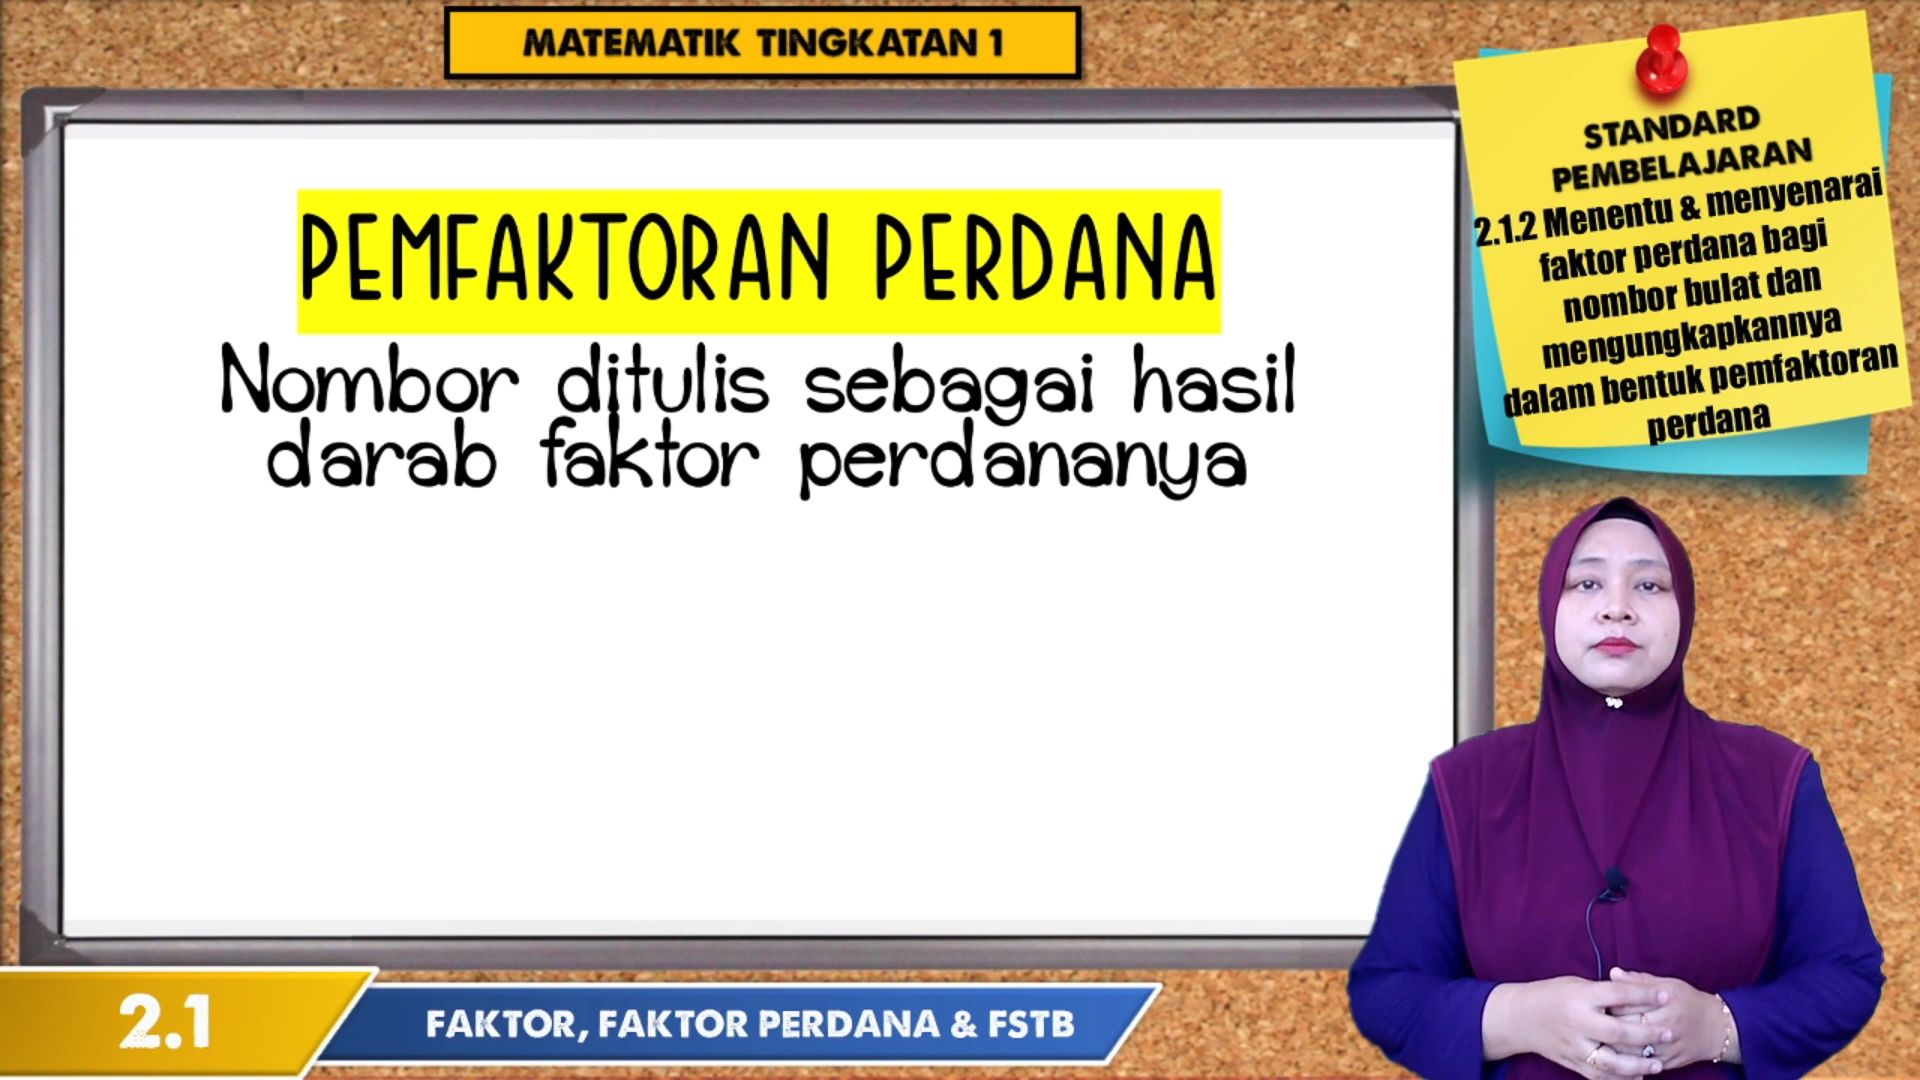 MATEMATIK TINGKATAN 1
PEMFAKTORAN PERDANA
Nombor ditulis sebagai hasil
darab faktor perdananya
STANDARD
PEMBELAJARAN
2.1.2 Menentu & menyenarai
faktor perdana bagi
nombor bulat dan
mengungkapkannya
dalam bentuk pemfaktoran
perdana
2.1
FAKTOR, FAKTOR PERDANA & FSTB